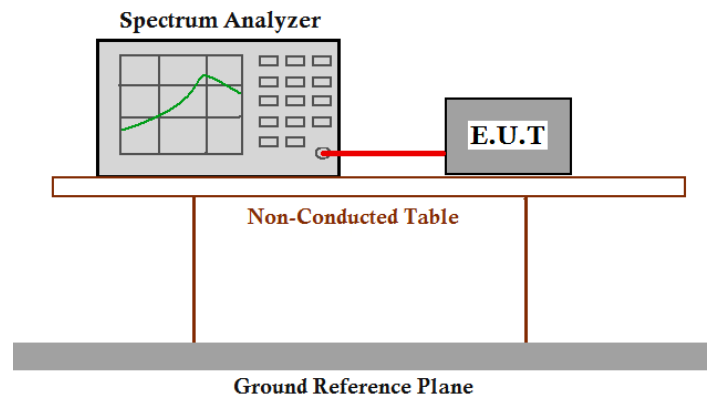 Spectrum Analyzer
E.U.T
Non-Conducted Table
Ground Reference Plane